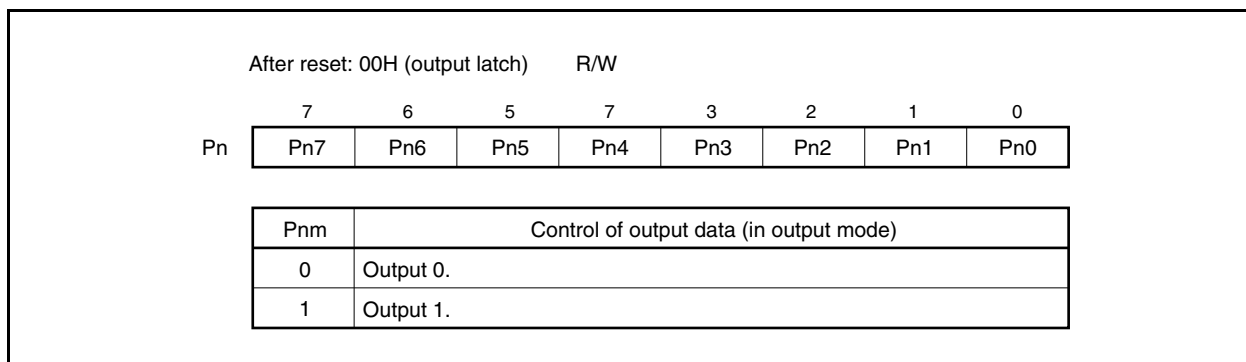 After reset: 00H (output latch) R/W
7 6 5 7 3 2 1 0
Pn Pn7 Pn6 Pn5 Pn4 Pn3 Pn2 Pn1 Pn0
Pnm Control of output data (in output mode)
0 Output 0.
1 Output 1.